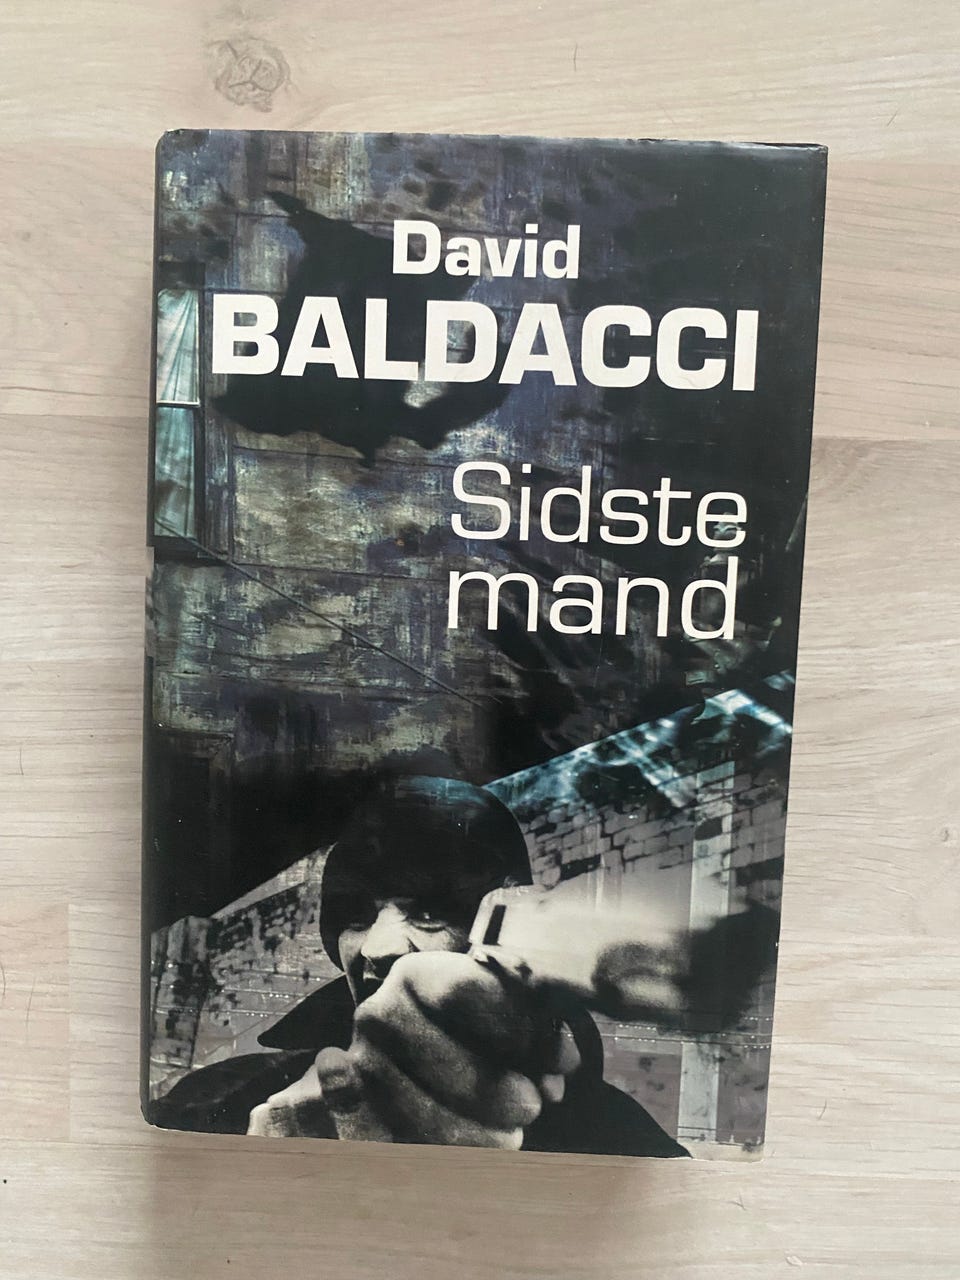 David
BALDACCI
Sidste
mand